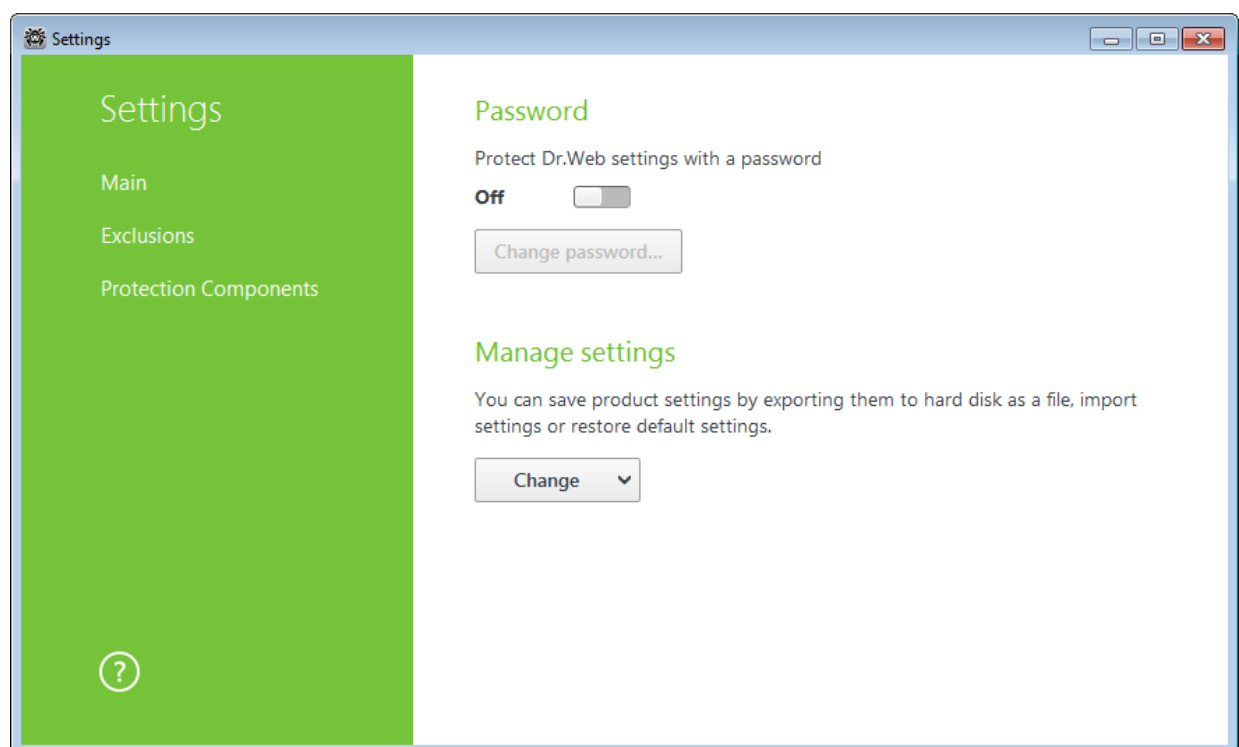 Settings
Settings
Main
Exclusions
Protection Components
?
Password
Protect Dr.Web settings with a password
Off
Change password...
Manage settings
You can save product settings by exporting them to hard disk as a file, import
settings or restore default settings.
Change